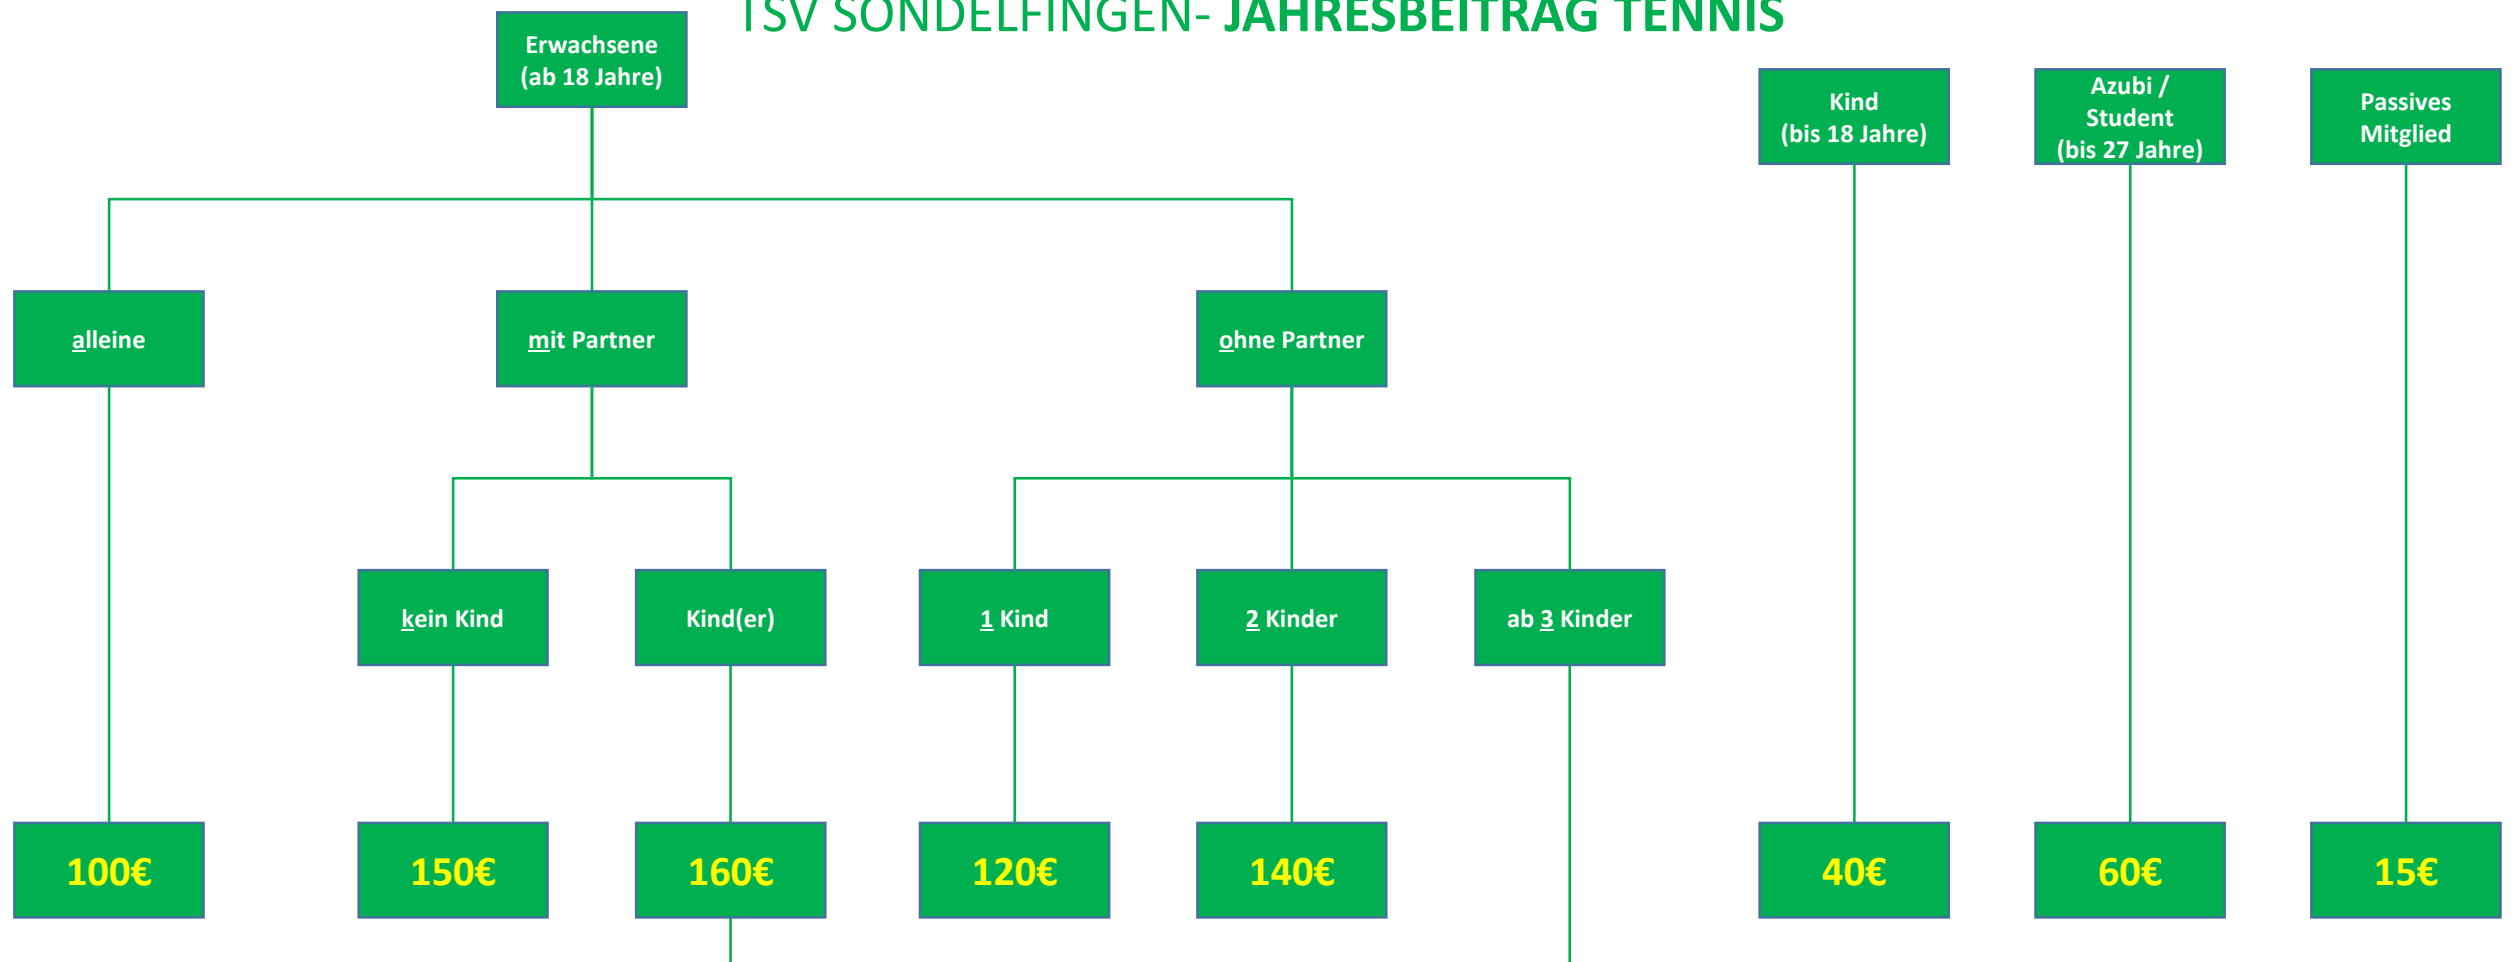 TSV SONDELFINGEN- JAHRESBEITRAG TENNIS
Erwachsene
(ab 18 Jahre)
Kind
(bis 18 Jahre)
Azubi /
Student
(bis 27 Jahre)
Passives
Mitglied
alleine
mit Partner
ohne Partner
kein Kind
Kind(er)
1 Kind
2 Kinder
ab 3 Kinder
100€
150€
160€
120€
140€
40€
60€
15€